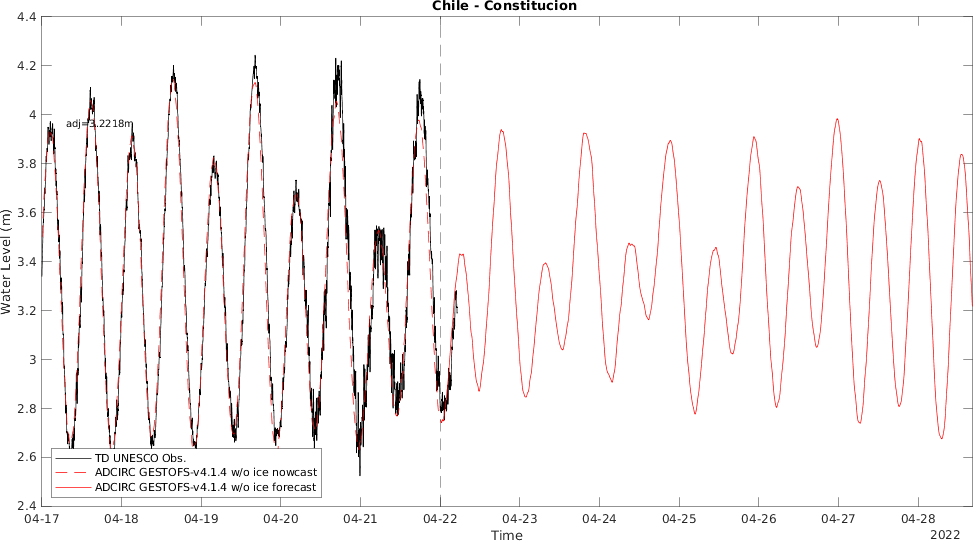 Chile - Constitucion
4.4
4.2
4
3.8
3.6
3.4
3.2
3
2.8
2.6
2.4
Water Level (m)
adj=3.2218m
TD UNESCO Obs.
ADCIRC GESTOFS-v4.1.4 w/o ice nowcast
ADCIRC GESTOFS-v4.1.4 w/o ice forecast
04-17 04-18 04-19 04-20 04-21 04-22 04-23 04-24 04-25 04-26 04-27 04-28
Time
2022